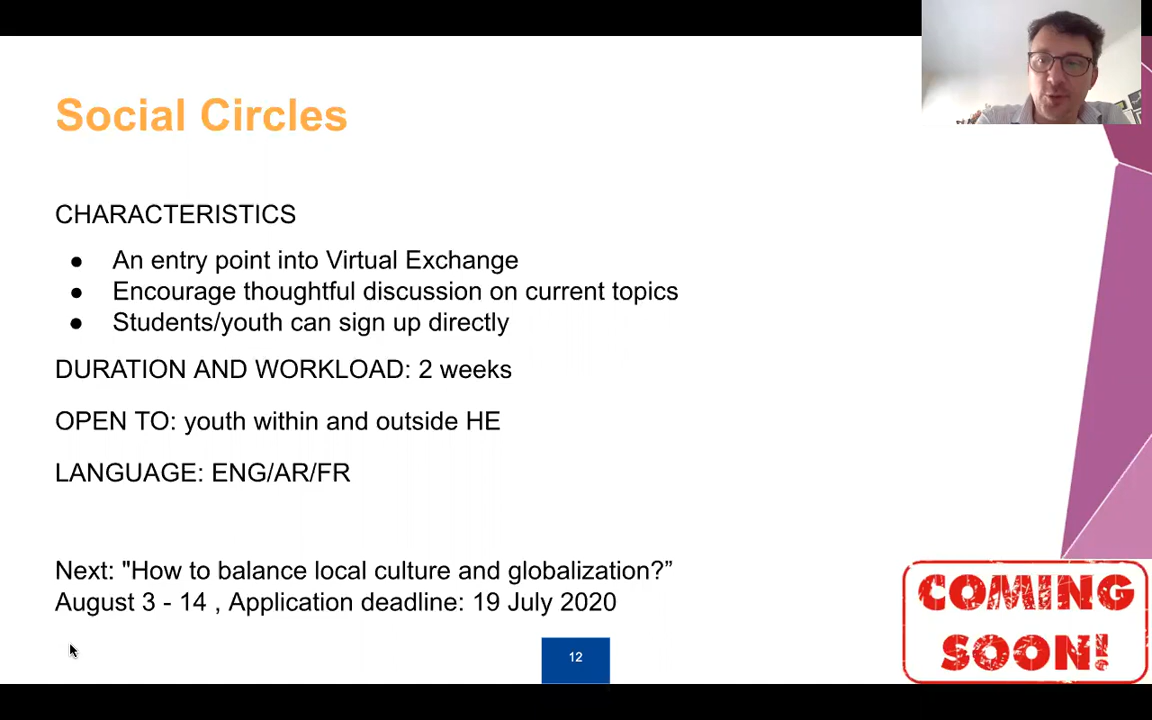 Social Circles
CHARACTERISTICS
● An entry point into Virtual Exchange
● Encourage thoughtful discussion on current topics
● Students/youth can sign up directly
DURATION AND WORKLOAD: 2 weeks
OPEN TO: youth within and outside HE
LANGUAGE: ENG/AR/FR
Next: "How to balance local culture and globalization?”
August 3 - 14 , Application deadline: 19 July 2020
12
COMING
SOON!